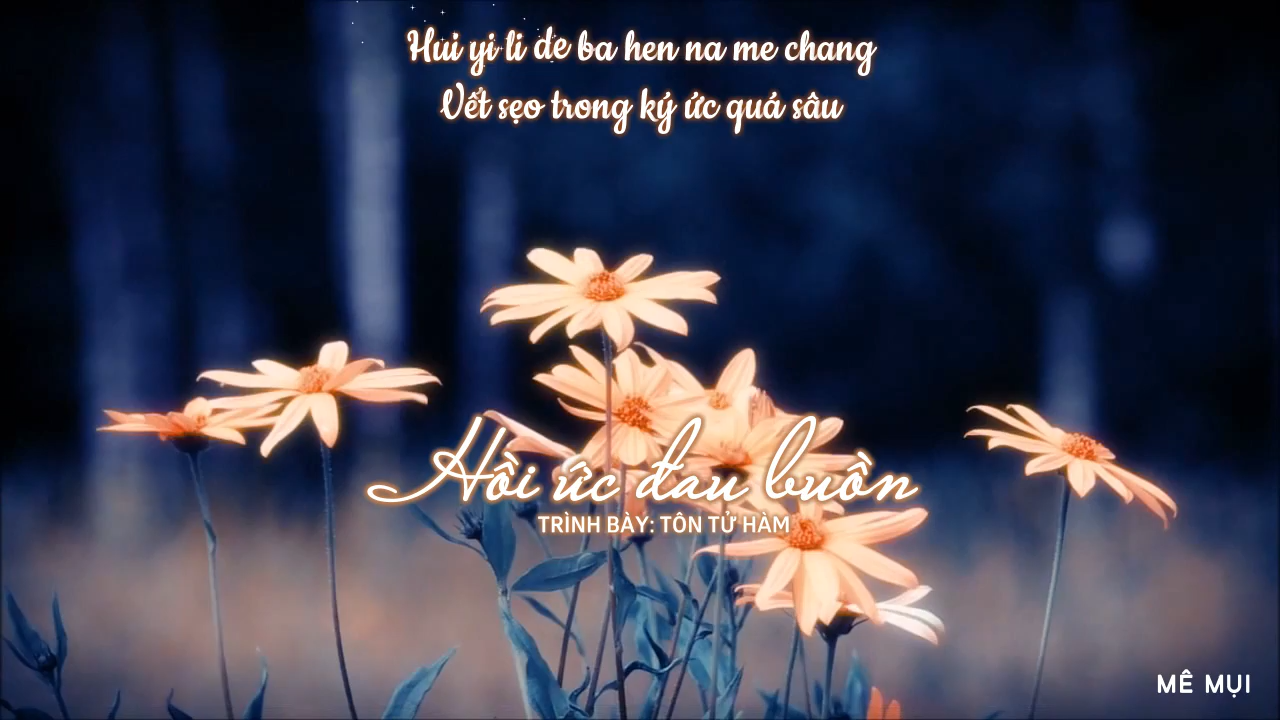 Hui yi li de ba hen na me chang
Vết sẹo trong ký ức quá sâu
Hồi ức đau buồn
TRÌNH BÀY: TÔN TỬ HÀM
MÊ MỤI